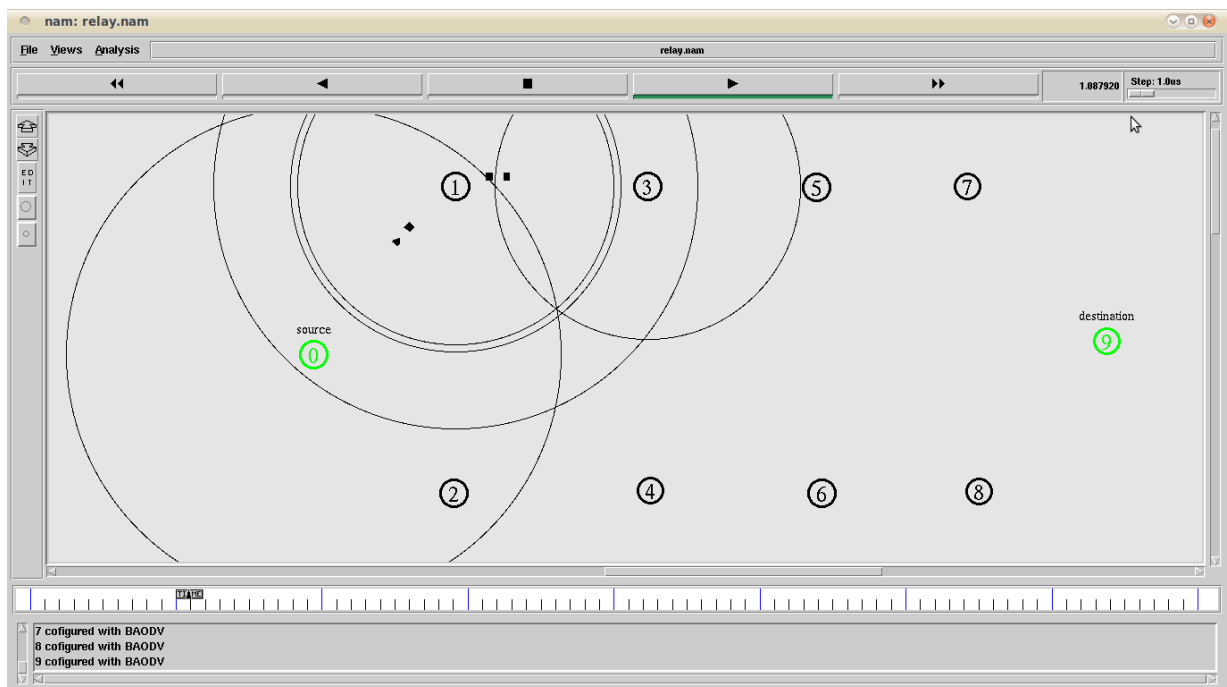 nam: relay.nam
File Views Analysis relay.nam
1.087920 Step: 1.0us
ED
IT
1 3 5 7
source
destination
0
9
2 4 6 8
TIME
7 cofigured with BAODV
8 cofigured with BAODV
9 cofigured with BAODV